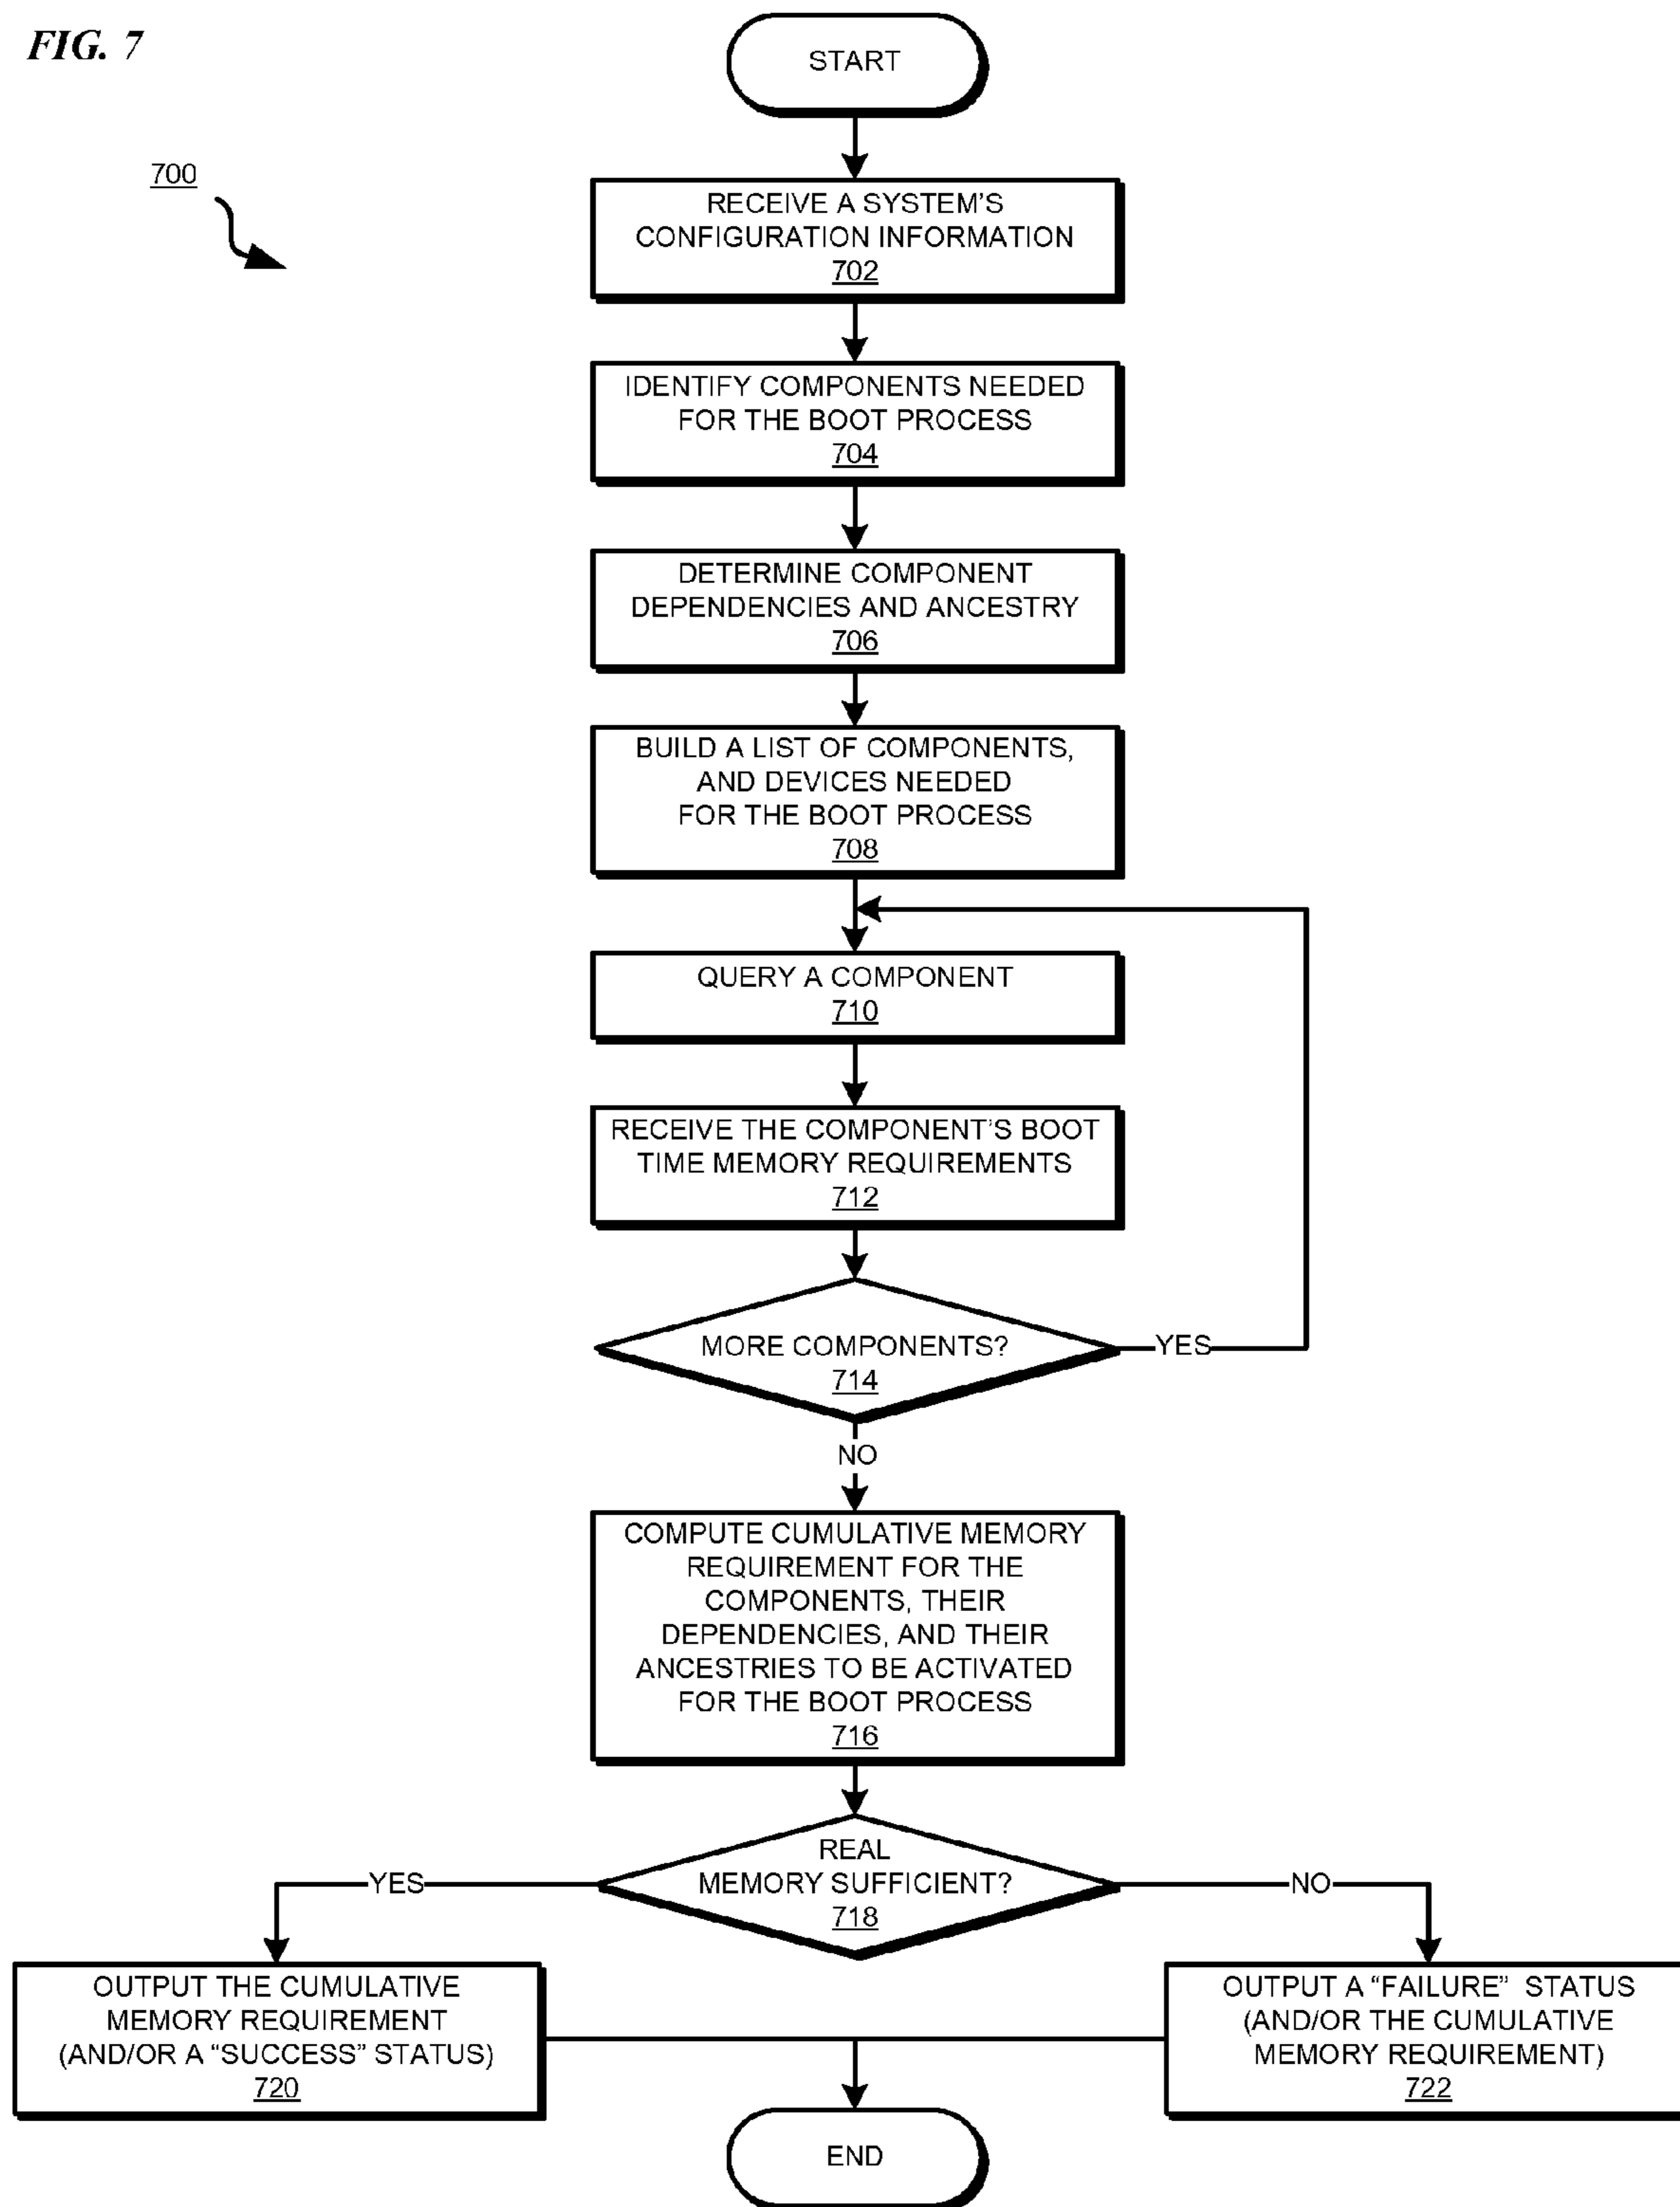 FIG. 7
START
700
RECEIVE A SYSTEM'S
CONFIGURATION INFORMATION
702
IDENTIFY COMPONENTS NEEDED
FOR THE BOOT PROCESS
704
DETERMINE COMPONENT
DEPENDENCIES AND ANCESTRY
706
BUILD A LIST OF COMPONENTS,
AND DEVICES NEEDED
FOR THE BOOT PROCESS
708
QUERY A COMPONENT
710
RECEIVE THE COMPONENT'S BOOT
TIME MEMORY REQUIREMENTS
712
MORE COMPONENTS?
714
YES
NO
COMPUTE CUMULATIVE MEMORY
REQUIREMENT FOR THE
COMPONENTS, THEIR
DEPENDENCIES, AND THEIR
ANCESTRIES TO BE ACTIVATED
FOR THE BOOT PROCESS
716
REAL
MEMORY SUFFICIENT?
718
YES
NO
OUTPUT THE CUMULATIVE
MEMORY REQUIREMENT
(AND/OR A “SUCCESS” STATUS)
720
OUTPUT A “FAILURE” STATUS
(AND/OR THE CUMULATIVE
MEMORY REQUIREMENT)
722
END